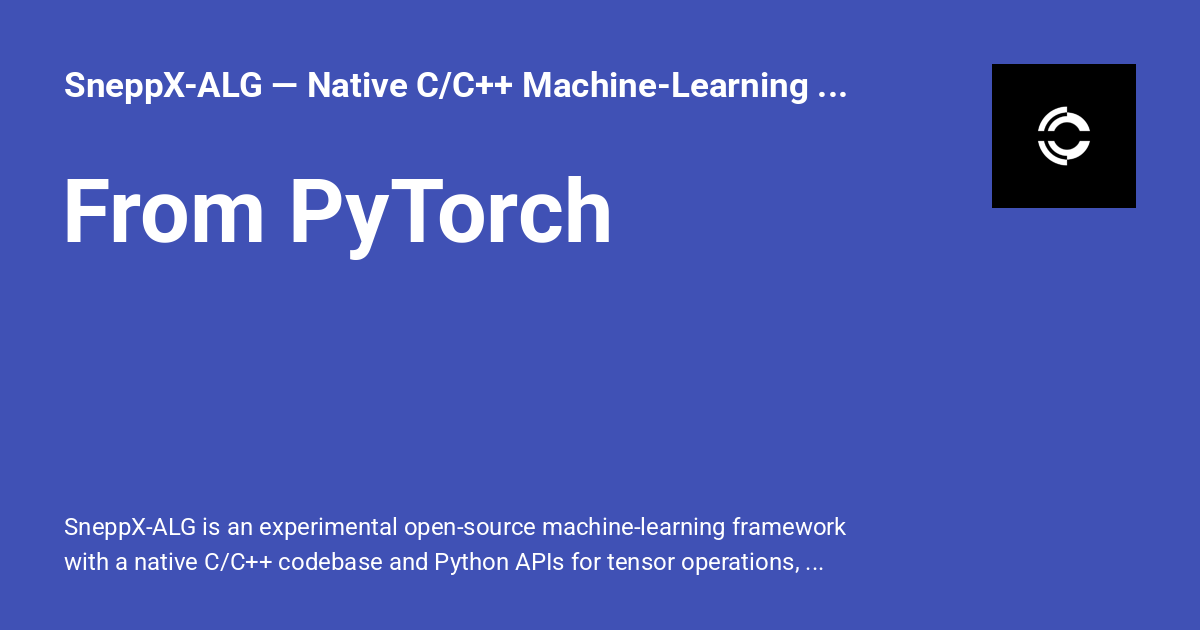 SneppX-ALG — Native C/C++ Machine-Learning ...
From PyTorch
SneppX-ALG is an experimental open-source machine-learning framework
with a native C/C++ codebase and Python APIs for tensor operations, ...